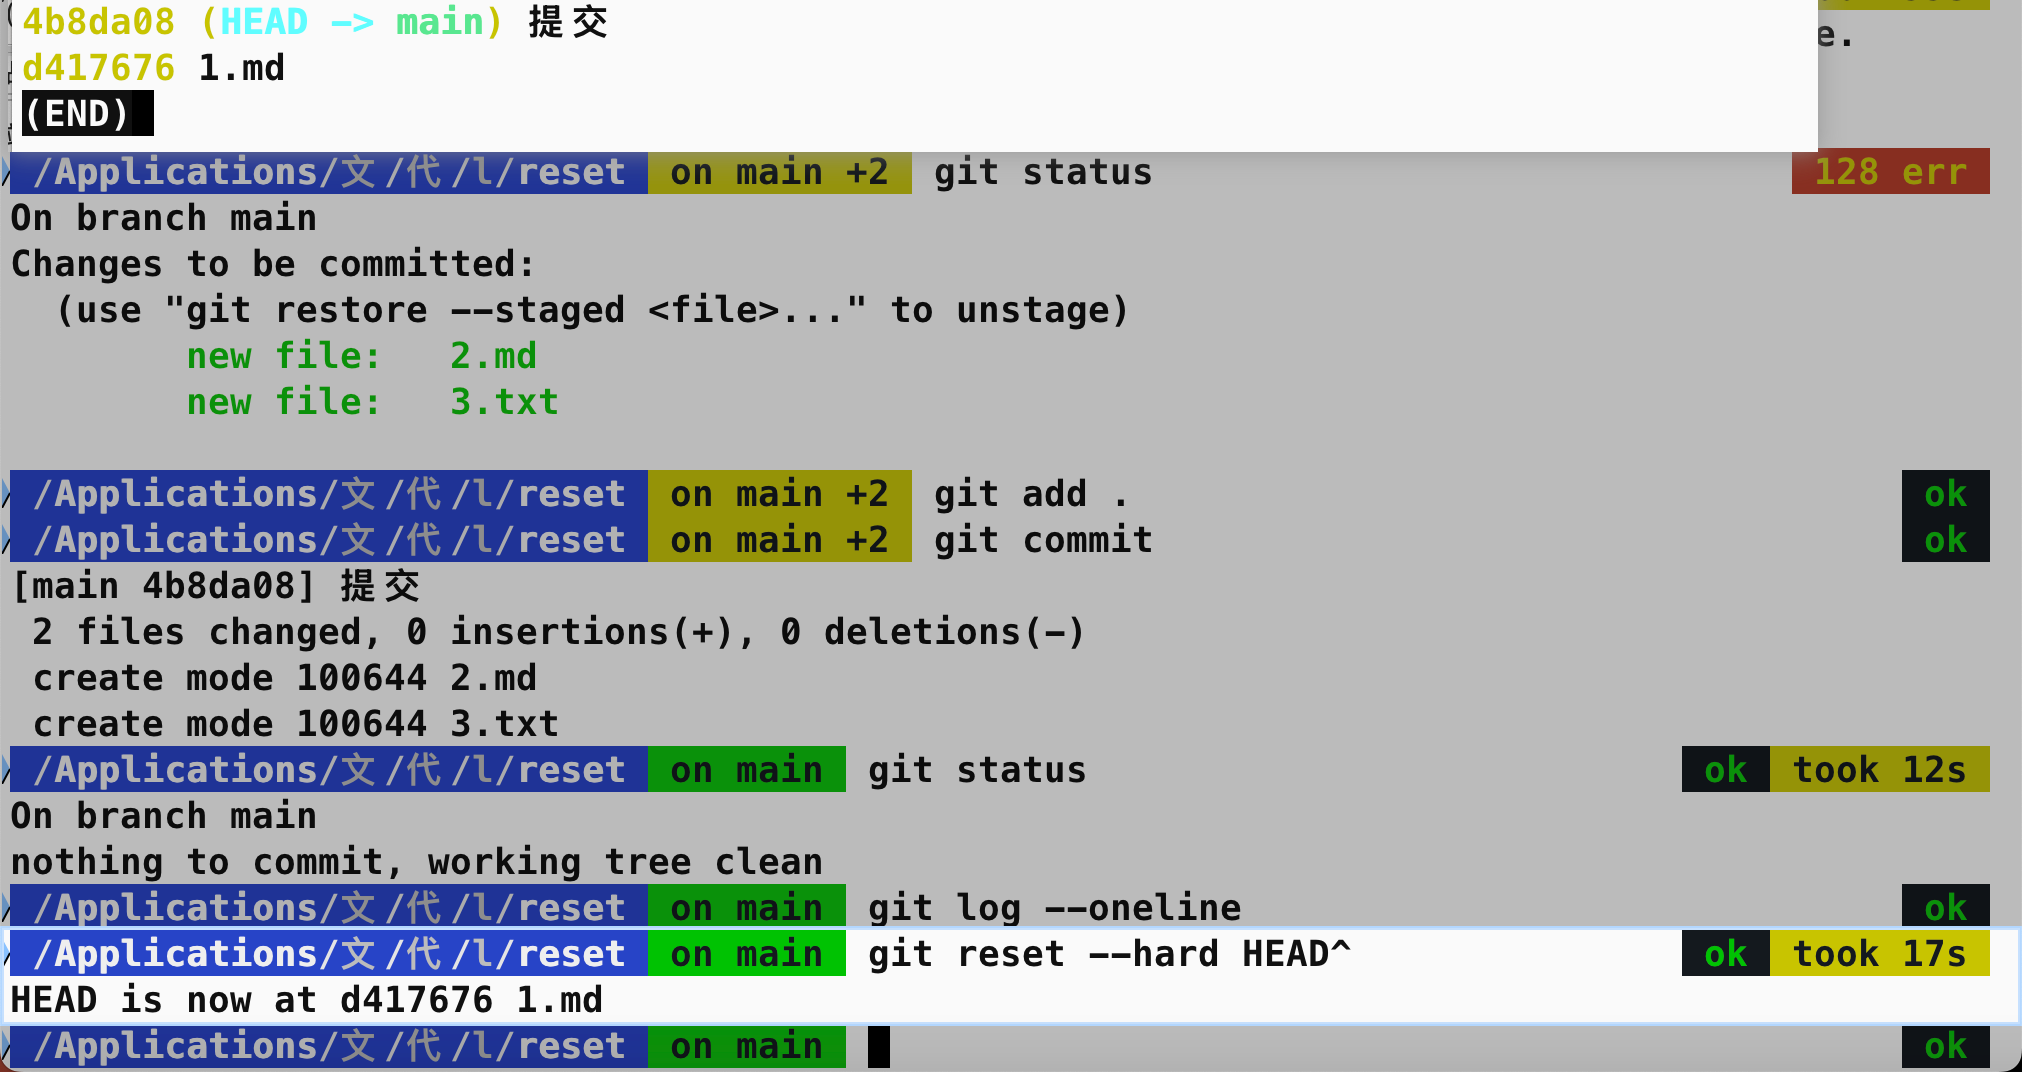 4b8da08 (HEAD -> main) 提交
d417676 1.md
e.
(END)
/Applications/文/代/l/reset on main +2 git status 128 err
On branch main
Changes to be committed:
  (use "git restore --staged <file>..." to unstage)
        new file:   2.md
        new file:   3.txt
/Applications/文/代/l/reset on main +2 git add . ok
/Applications/文/代/l/reset on main +2 git commit ok
[main 4b8da08] 提交
 2 files changed, 0 insertions(+), 0 deletions(-)
 create mode 100644 2.md
 create mode 100644 3.txt
/Applications/文/代/l/reset on main git status ok took 12s
On branch main
nothing to commit, working tree clean
/Applications/文/代/l/reset on main git log --oneline ok
/Applications/文/代/l/reset on main git reset --hard HEAD^ ok took 17s
HEAD is now at d417676 1.md
/Applications/文/代/l/reset on main ok